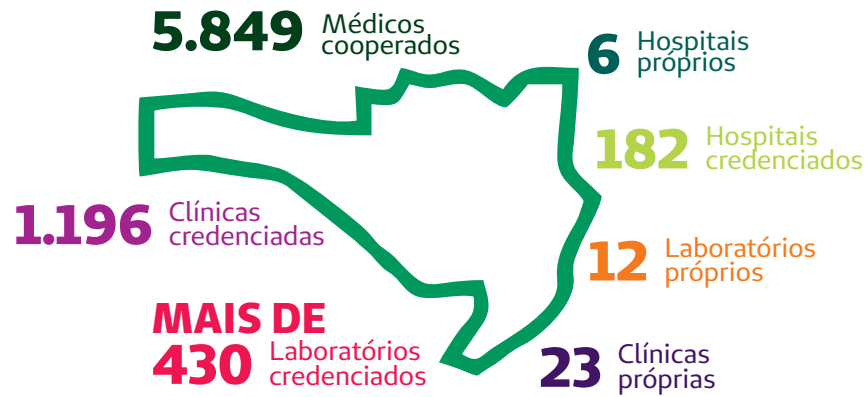 5.849 Médicos
cooperados
6 Hospitais
próprios
182 Hospitais
credenciados
1.196 Clínicas
credenciadas
12 Laboratórios
próprios
MAIS DE
430 Laboratórios
credenciados
23 Clínicas
próprias